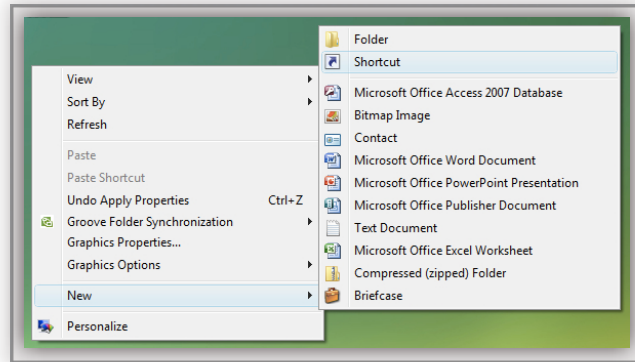 View
Sort By
Refresh
Paste
Paste Shortcut
Undo Apply Properties Ctrl+Z
Groove Folder Synchronization
Graphics Properties...
Graphics Options
New
Personalize
Folder
Shortcut
Microsoft Office Access 2007 Database
Bitmap Image
Contact
Microsoft Office Word Document
Microsoft Office PowerPoint Presentation
Microsoft Office Publisher Document
Text Document
Microsoft Office Excel Worksheet
Compressed (zipped) Folder
Briefcase